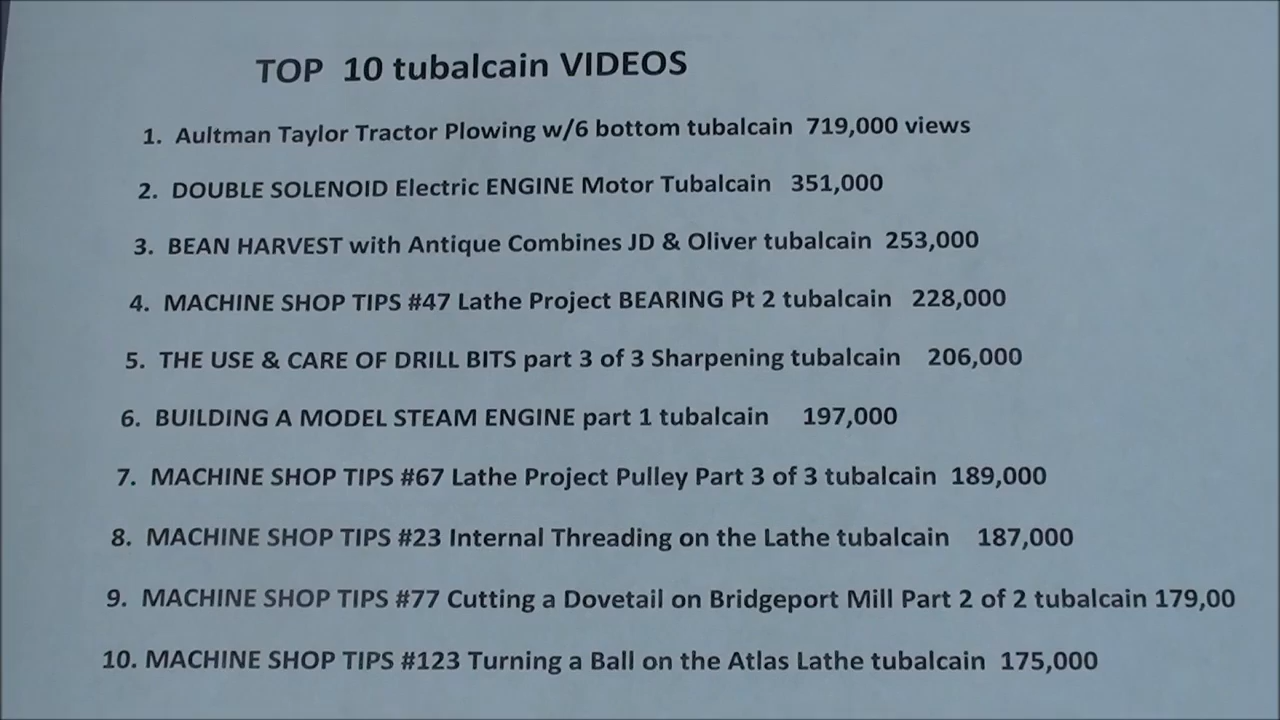 TOP 10 tubalcain VIDEOS
1. Aultman Taylor Tractor Plowing w/6 bottom tubalcain 719,000 views
2. DOUBLE SOLENOID Electric ENGINE Motor Tubalcain 351,000
3. BEAN HARVEST with Antique Combines JD & Oliver tubalcain 253,000
4. MACHINE SHOP TIPS #47 Lathe Project BEARING Pt 2 tubalcain 228,000
5. THE USE & CARE OF DRILL BITS part 3 of 3 Sharpening tubalcain 206,000
6. BUILDING A MODEL STEAM ENGINE part 1 tubalcain 197,000
7. MACHINE SHOP TIPS #67 Lathe Project Pulley Part 3 of 3 tubalcain 189,000
8. MACHINE SHOP TIPS #23 Internal Threading on the Lathe tubalcain 187,000
9. MACHINE SHOP TIPS #77 Cutting a Dovetail on Bridgeport Mill Part 2 of 2 tubalcain 179,00
10. MACHINE SHOP TIPS #123 Turning a Ball on the Atlas Lathe tubalcain 175,000